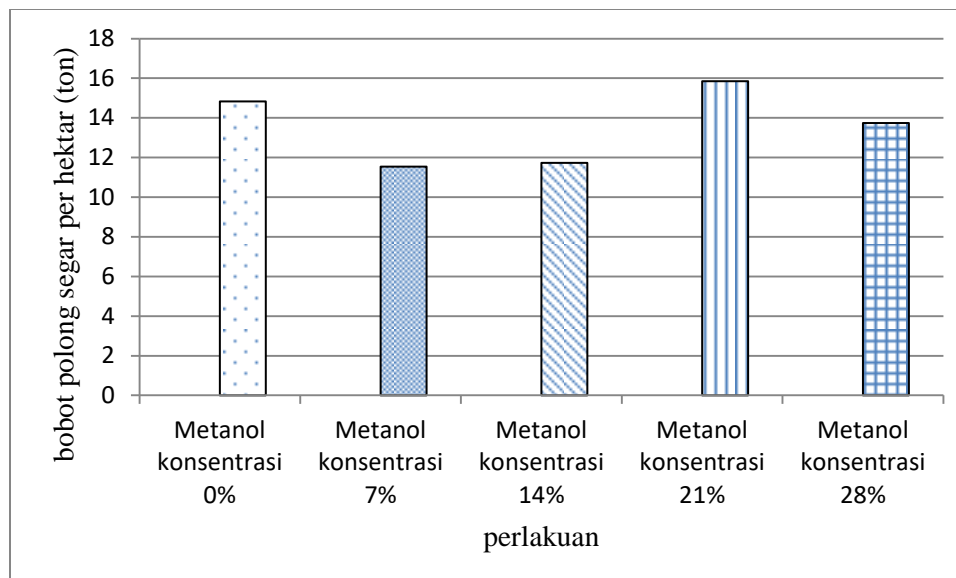 bobot polong segar per hektar (ton)
18
16
14
12
10
8
6
4
2
0
Metanol konsentrasi 0%
Metanol konsentrasi 7%
Metanol konsentrasi 14%
Metanol konsentrasi 21%
Metanol konsentrasi 28%
perlakuan